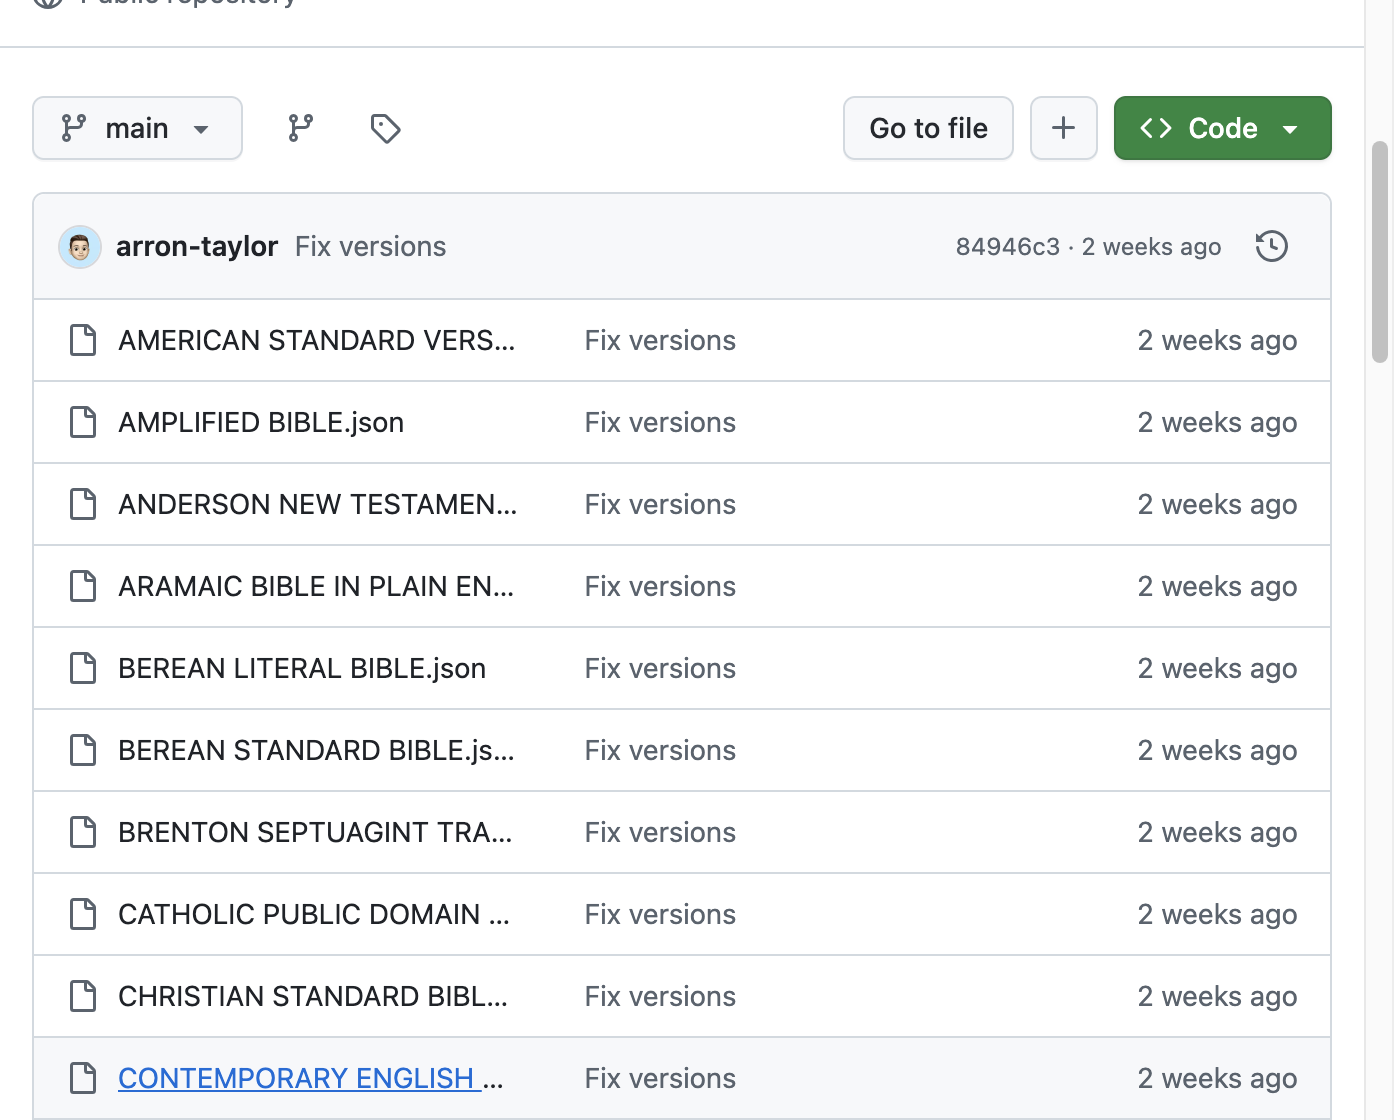 Public repository
main
Go to file
Code
arron-taylor Fix versions 84946c3 · 2 weeks ago
AMERICAN STANDARD VERS... Fix versions 2 weeks ago
AMPLIFIED BIBLE.json Fix versions 2 weeks ago
ANDERSON NEW TESTAMEN... Fix versions 2 weeks ago
ARAMAIC BIBLE IN PLAIN EN... Fix versions 2 weeks ago
BEREAN LITERAL BIBLE.json Fix versions 2 weeks ago
BEREAN STANDARD BIBLE.js... Fix versions 2 weeks ago
BRENTON SEPTUAGINT TRA... Fix versions 2 weeks ago
CATHOLIC PUBLIC DOMAIN ... Fix versions 2 weeks ago
CHRISTIAN STANDARD BIBL... Fix versions 2 weeks ago
CONTEMPORARY ENGLISH ... Fix versions 2 weeks ago